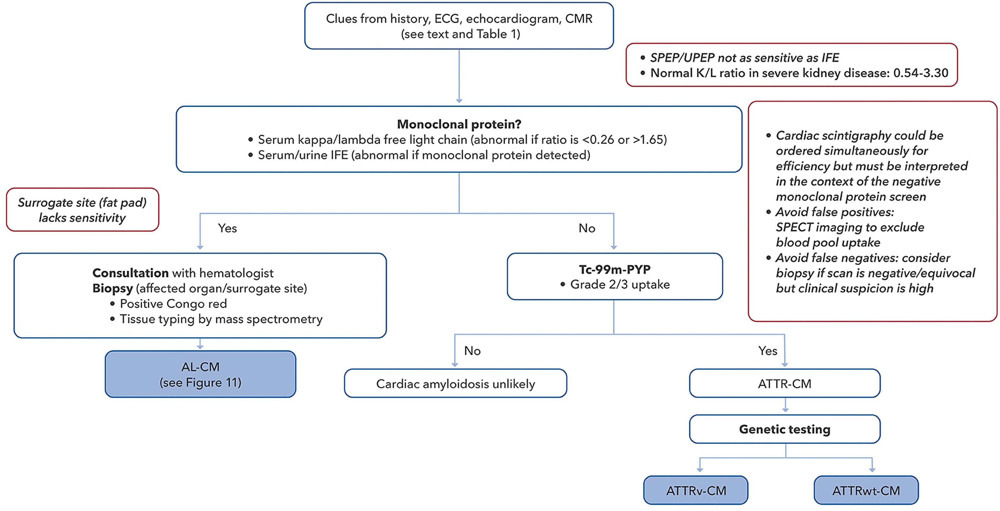 Clues from history, ECG, echocardiogram, CMR
(see text and Table 1)
• SPEP/UPEP not as sensitive as IFE
• Normal K/L ratio in severe kidney disease: 0.54-3.30
Monoclonal protein?
• Serum kappa/lambda free light chain (abnormal if ratio is <0.26 or >1.65)
• Serum/urine IFE (abnormal if monoclonal protein detected)
• Cardiac scintigraphy could be
ordered simultaneously for
efficiency but must be interpreted
in the context of the negative
monoclonal protein screen
• Avoid false positives:
SPECT imaging to exclude
blood pool uptake
• Avoid false negatives: consider
biopsy if scan is negative/equivocal
but clinical suspicion is high
Surrogate site (fat pad)
lacks sensitivity
Yes
No
Consultation with hematologist
Biopsy (affected organ/surrogate site)
• Positive Congo red
• Tissue typing by mass spectrometry
Tc-99m-PYP
• Grade 2/3 uptake
AL-CM
(see Figure 11)
No
Yes
Cardiac amyloidosis unlikely
ATTR-CM
Genetic testing
ATTRv-CM
ATTRwt-CM